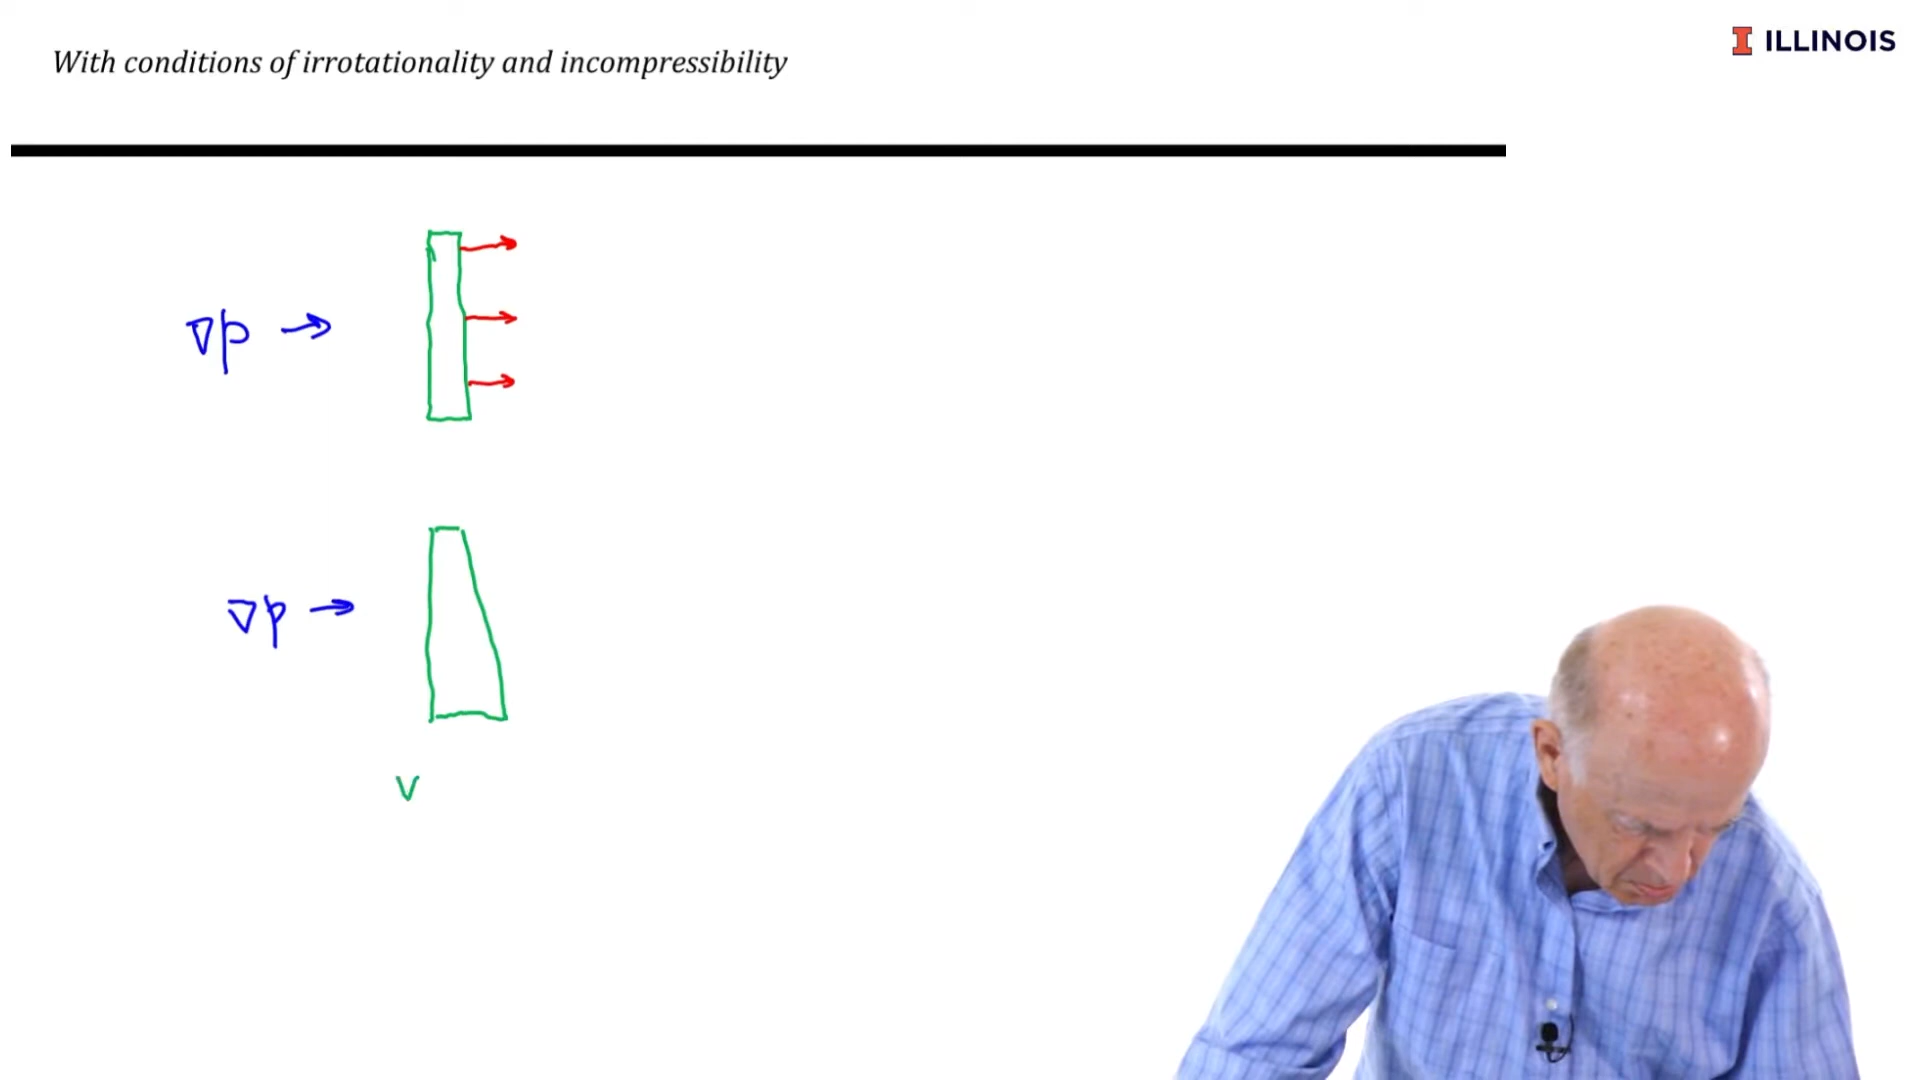 With conditions of irrotationality and incompressibility
I ILLINOIS
∇p →
∇p →
V